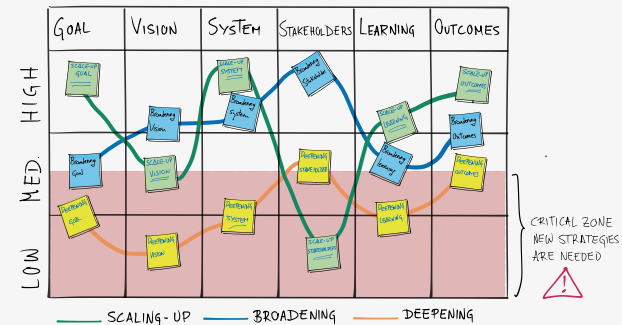 GOAL VISION SYSTEM STAKEHOLDERS LEARNING OUTCOMES
HIGH
MED.
LOW
SCALE-UP
GOAL
Broadening
Goal
DEEPENING
GOAL
Broadening
Vision
SCALE-UP
VISION
DEEPENING
VISION
SCALE-UP
SYSTEM
Broadening
System
DEEPENING
SYSTEM
Broadening
Stakeholder
DEEPENING
STAKEHOLDER
SCALE-UP
STAKEHOLDERS
SCALE-UP
LEARNING
Broadening
Learning
DEEPENING
LEARNING
SCALE-UP
OUTCOMES
Broadening
Outcomes
DEEPENING
OUTCOMES
CRITICAL ZONE
NEW STRATEGIES
ARE NEEDED
!
SCALING-UP BROADENING DEEPENING